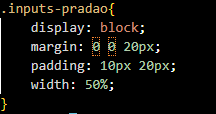 .inputs-pradao{
display: block;
margin: 0 0 20px;
padding: 10px 20px;
width: 50%;
}